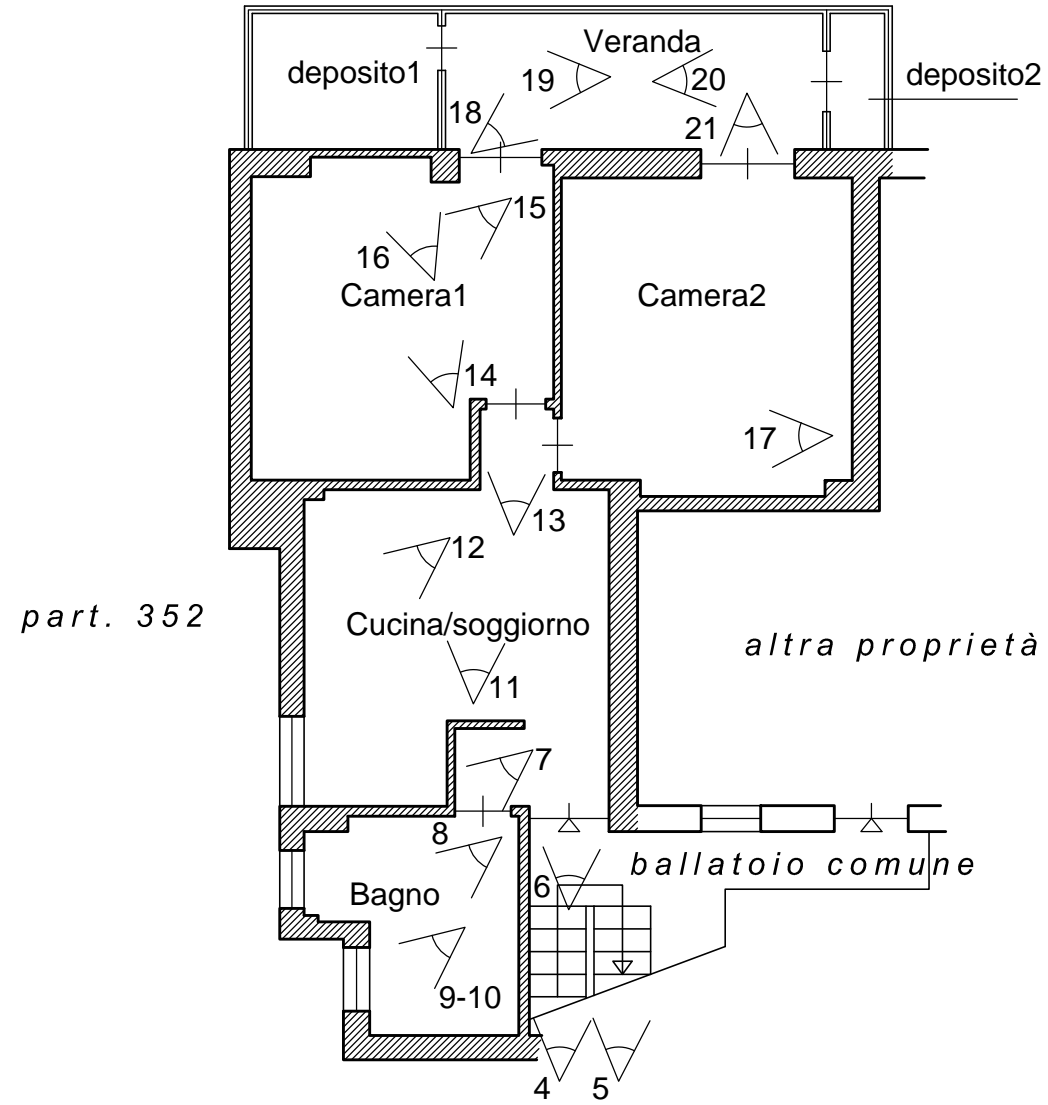 Veranda
deposito1
deposito2
19
20
18
21
15
16
Camera1
Camera2
14
17
13
12
part. 352
Cucina/soggiorno
altra proprietà
11
7
8
ballatoio comune
6
Bagno
9-10
4
5